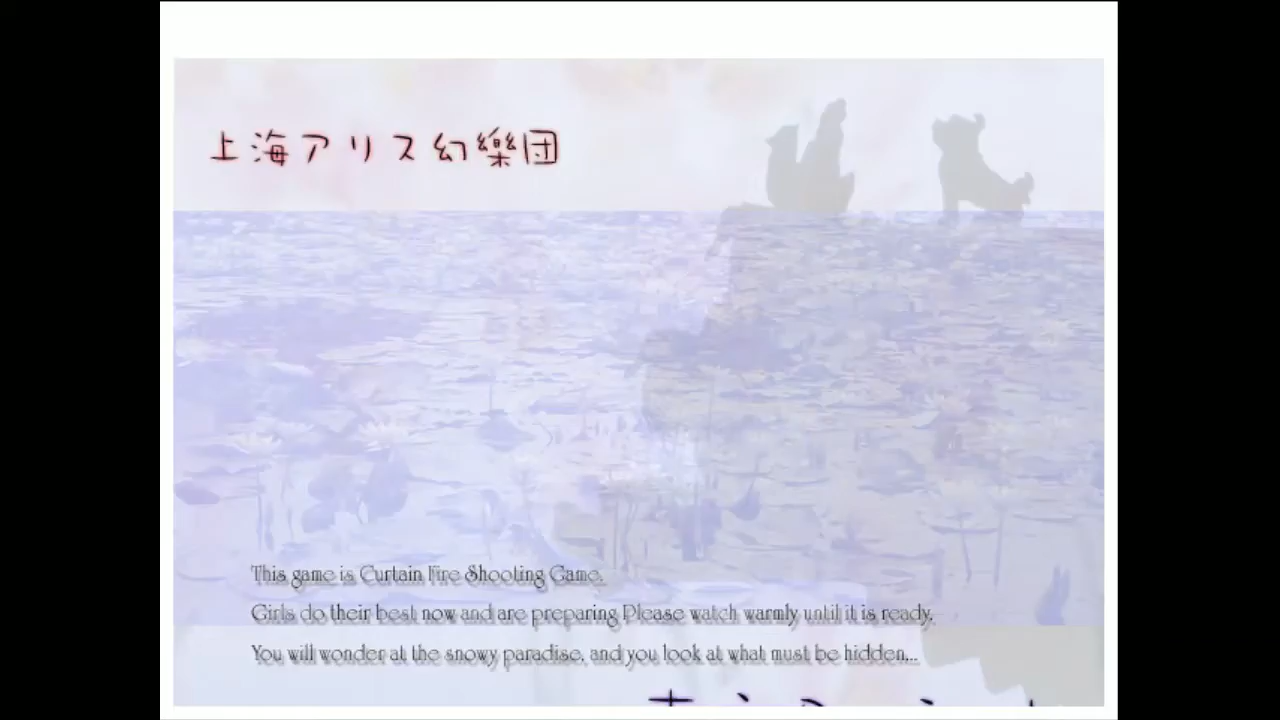 上海アリス幻樂団
This game is Curtain Fire Shooting Game.
Girls do their best now and are preparing Please watch warmly until it is ready.
You will wonder at the snowy paradise, and you look at what must be hidden...